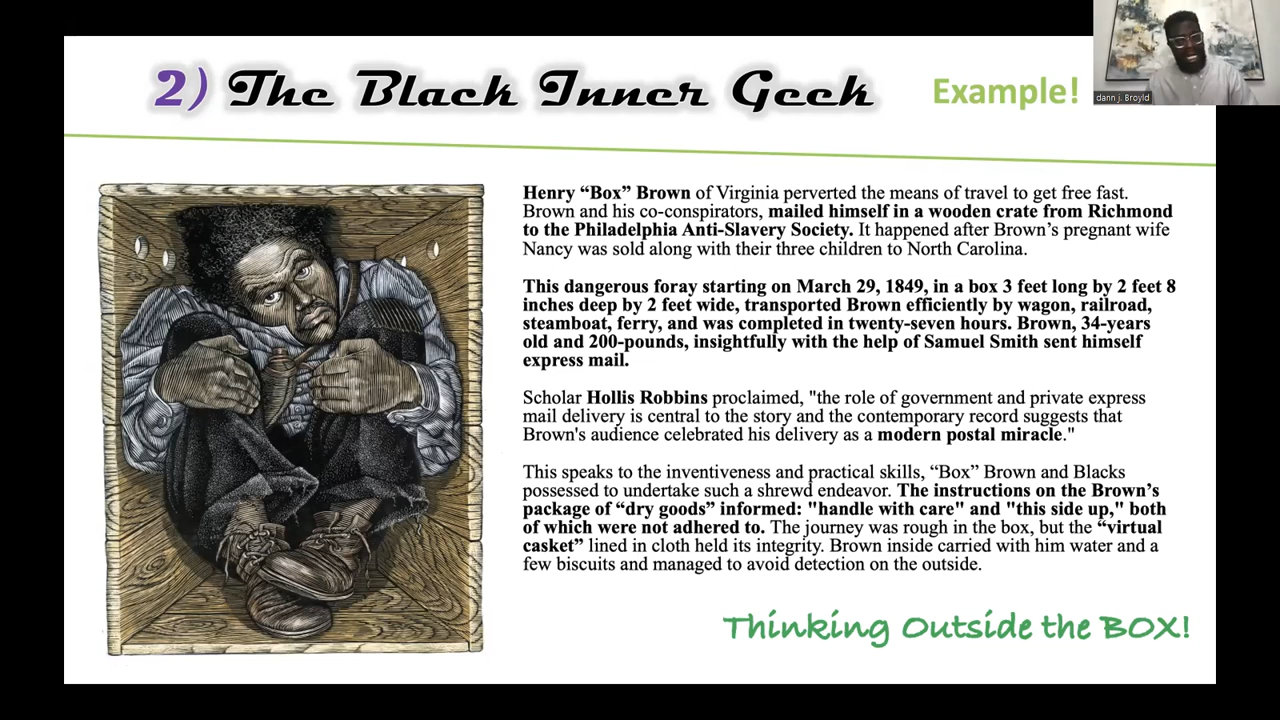 2) The Black Inner Geek
Example!
dann j. Broyld
Henry “Box” Brown of Virginia perverted the means of travel to get free fast.
Brown and his co-conspirators, mailed himself in a wooden crate from Richmond
to the Philadelphia Anti-Slavery Society. It happened after Brown’s pregnant wife
Nancy was sold along with their three children to North Carolina.
This dangerous foray starting on March 29, 1849, in a box 3 feet long by 2 feet 8
inches deep by 2 feet wide, transported Brown efficiently by wagon, railroad,
steamboat, ferry, and was completed in twenty-seven hours. Brown, 34-years
old and 200-pounds, insightfully with the help of Samuel Smith sent himself
express mail.
Scholar Hollis Robbins proclaimed, "the role of government and private express
mail delivery is central to the story and the contemporary record suggests that
Brown's audience celebrated his delivery as a modern postal miracle."
This speaks to the inventiveness and practical skills, “Box” Brown and Blacks
possessed to undertake such a shrewd endeavor. The instructions on the Brown’s
package of “dry goods” informed: "handle with care" and "this side up," both
of which were not adhered to. The journey was rough in the box, but the “virtual
casket” lined in cloth held its integrity. Brown inside carried with him water and a
few biscuits and managed to avoid detection on the outside.
Thinking Outside the BOX!